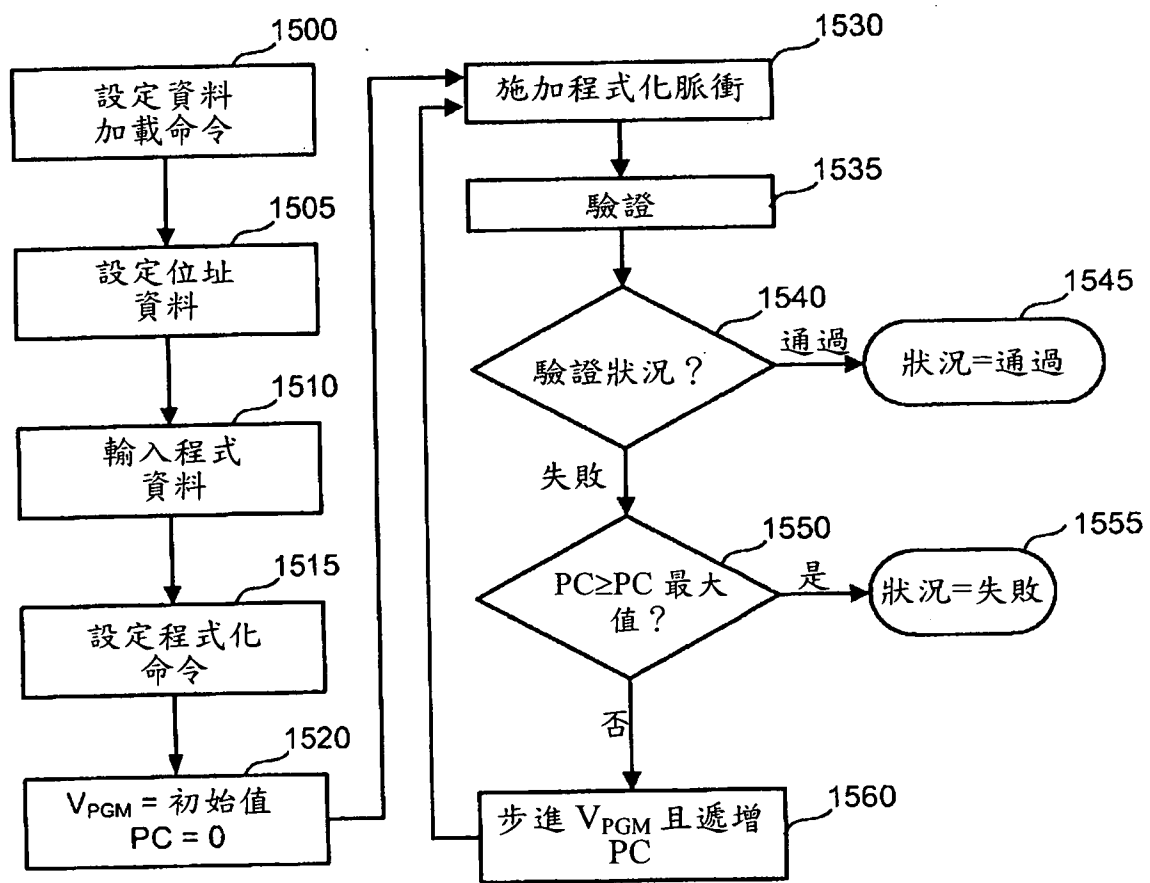 1500
設定資料
加載命令
1505
設定位址
資料
1510
輸入程式
資料
1515
設定程式化
命令
1520
VPGM = 初始值
PC = 0
1530
施加程式化脈衝
1535
驗證
1540
驗證狀況？
通過
1545
狀況=通過
失敗
1550
PC≥PC 最大
值？
是
1555
狀況=失敗
否
1560
步進 VPGM 且遞增
PC